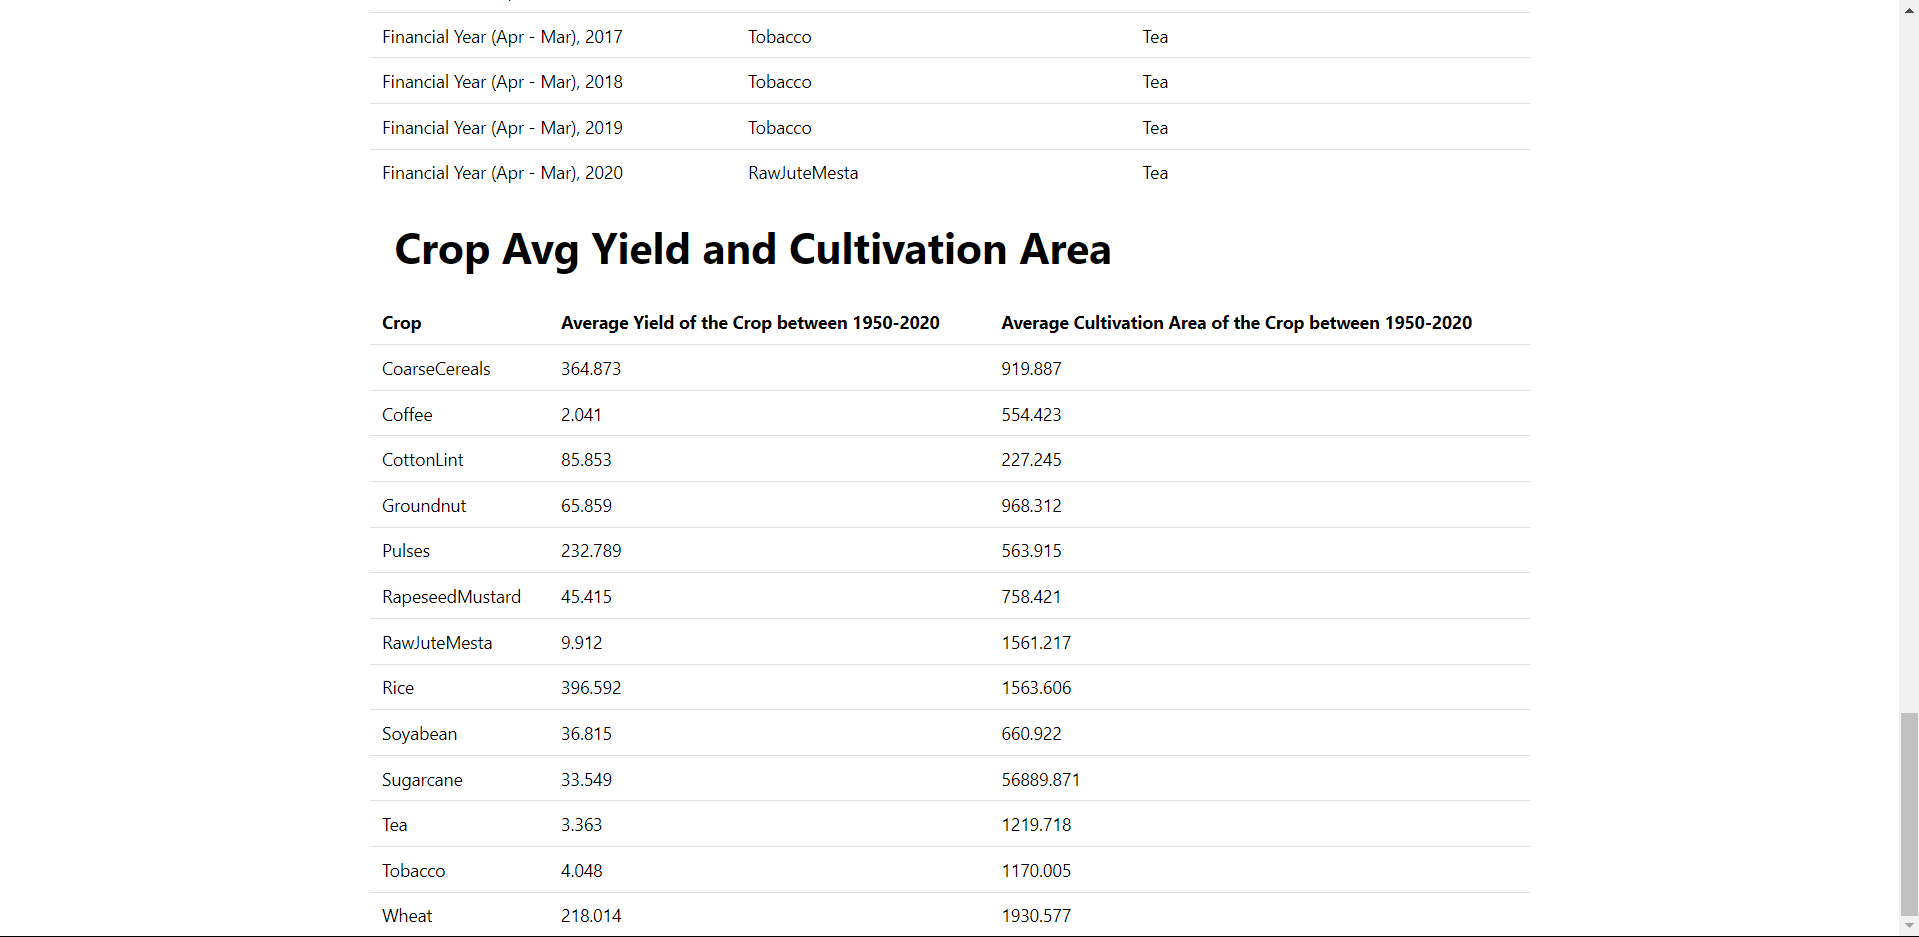 Financial Year (Apr - Mar), 2017 Tobacco Tea
Financial Year (Apr - Mar), 2018 Tobacco Tea
Financial Year (Apr - Mar), 2019 Tobacco Tea
Financial Year (Apr - Mar), 2020 RawJuteMesta Tea
Crop Avg Yield and Cultivation Area
Crop Average Yield of the Crop between 1950-2020 Average Cultivation Area of the Crop between 1950-2020
CoarseCereals 364.873 919.887
Coffee 2.041 554.423
CottonLint 85.853 227.245
Groundnut 65.859 968.312
Pulses 232.789 563.915
RapeseedMustard 45.415 758.421
RawJuteMesta 9.912 1561.217
Rice 396.592 1563.606
Soyabean 36.815 660.922
Sugarcane 33.549 56889.871
Tea 3.363 1219.718
Tobacco 4.048 1170.005
Wheat 218.014 1930.577